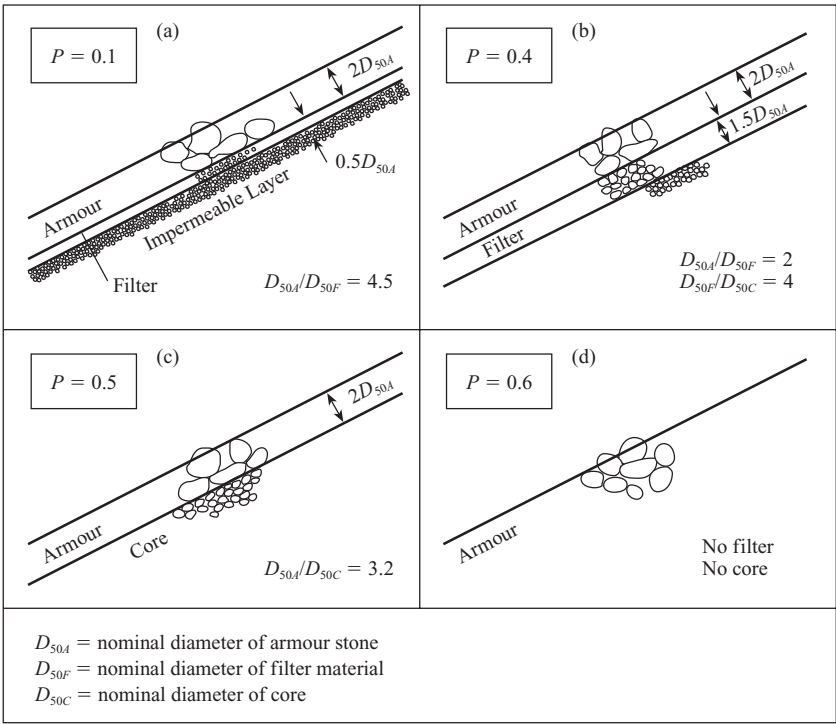 (a)
P = 0.1
2D50A
0.5D50A
Armour
Impermeable Layer
Filter
D50A/D50F = 4.5
(b)
P = 0.4
2D50A
1.5D50A
Armour
Filter
D50A/D50F = 2
D50F/D50C = 4
(c)
P = 0.5
2D50A
Armour
Core
D50A/D50C = 3.2
(d)
P = 0.6
Armour
No filter
No core
D50A = nominal diameter of armour stone
D50F = nominal diameter of filter material
D50C = nominal diameter of core